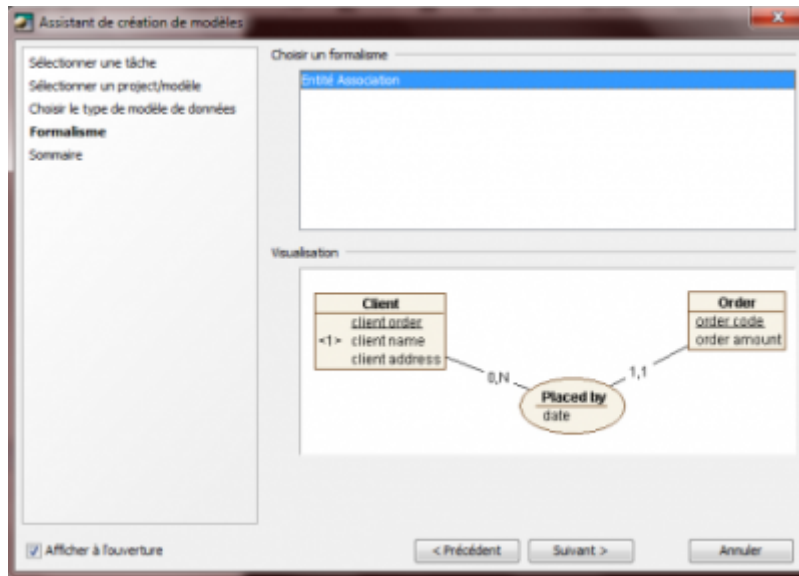 Assistant de création de modèles
Sélectionner une tâche
Sélectionner un project/modèle
Choisir le type de modèle de données
Formalisme
Sommaire
Choisir un formalisme
Entité Association
Visualisation
Client
client order
<1> client name
client address
0,N
Placed by
date
1,1
Order
order code
order amount
Afficher à l'ouverture
< Précédent
Suivant >
Annuler